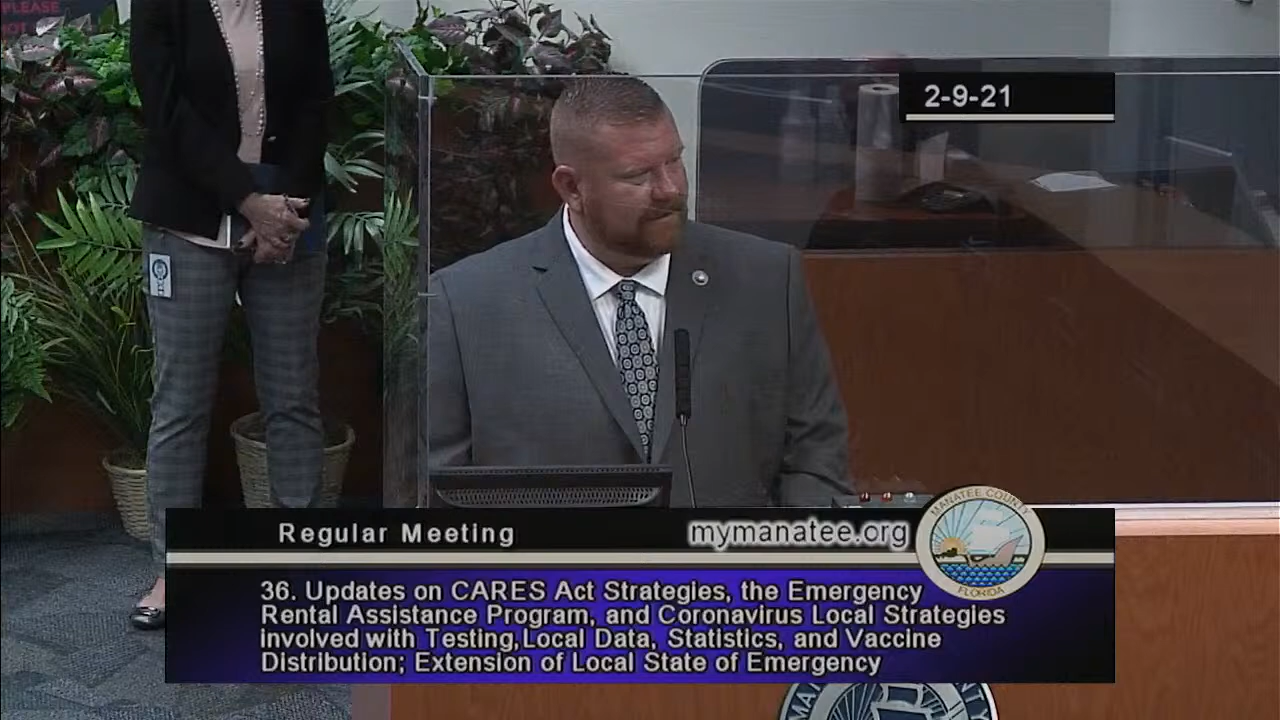 PLEASE
NOT
2-9-21
Regular Meeting
mymanatee.org
MANATEE COUNTY
FLORIDA
36. Updates on CARES Act Strategies, the Emergency
Rental Assistance Program, and Coronavirus Local Strategies
involved with Testing,Local Data, Statistics, and Vaccine
Distribution; Extension of Local State of Emergency